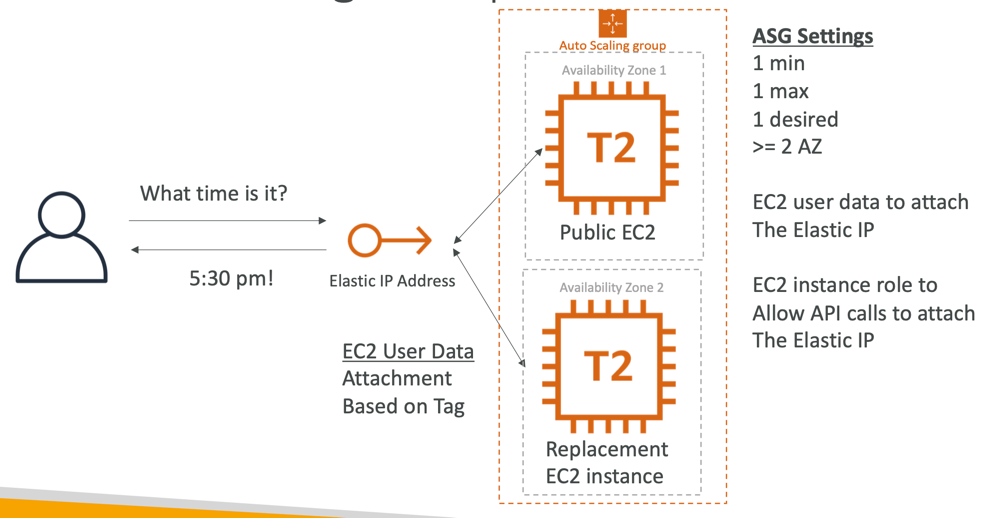 Auto Scaling group
Availability Zone 1
T2
Public EC2
Availability Zone 2
T2
Replacement
EC2 instance
What time is it?
5:30 pm!
Elastic IP Address
EC2 User Data
Attachment
Based on Tag
ASG Settings
1 min
1 max
1 desired
>= 2 AZ
EC2 user data to attach
The Elastic IP
EC2 instance role to
Allow API calls to attach
The Elastic IP